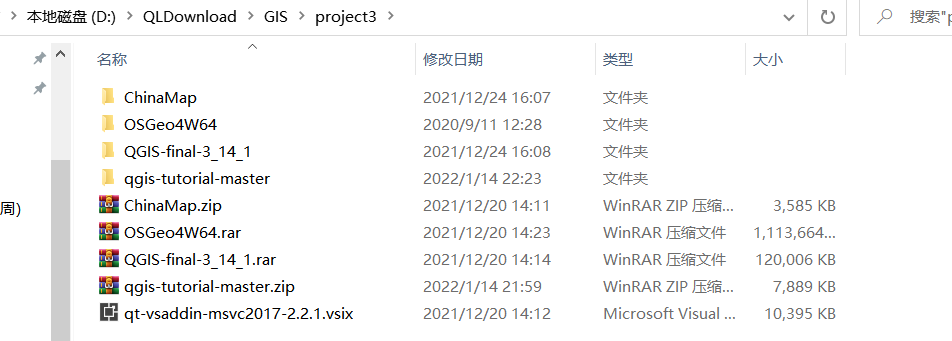 本地磁盘 (D:) > QLDownload > GIS > project3 >
名称 修改日期 类型 大小
ChinaMap 2021/12/24 16:07 文件夹
OSGeo4W64 2020/9/11 12:28 文件夹
QGIS-final-3_14_1 2021/12/24 16:08 文件夹
qgis-tutorial-master 2022/1/14 22:23 文件夹
周)
ChinaMap.zip 2021/12/20 14:11 WinRAR ZIP 压缩... 3,585 KB
OSGeo4W64.rar 2021/12/20 14:23 WinRAR 压缩文件 1,113,664...
QGIS-final-3_14_1.rar 2021/12/20 14:14 WinRAR 压缩文件 120,006 KB
qgis-tutorial-master.zip 2022/1/14 21:59 WinRAR ZIP 压缩... 7,889 KB
qt-vsaddin-msvc2017-2.2.1.vsix 2021/12/20 14:12 Microsoft Visual ... 10,395 KB
搜索"p